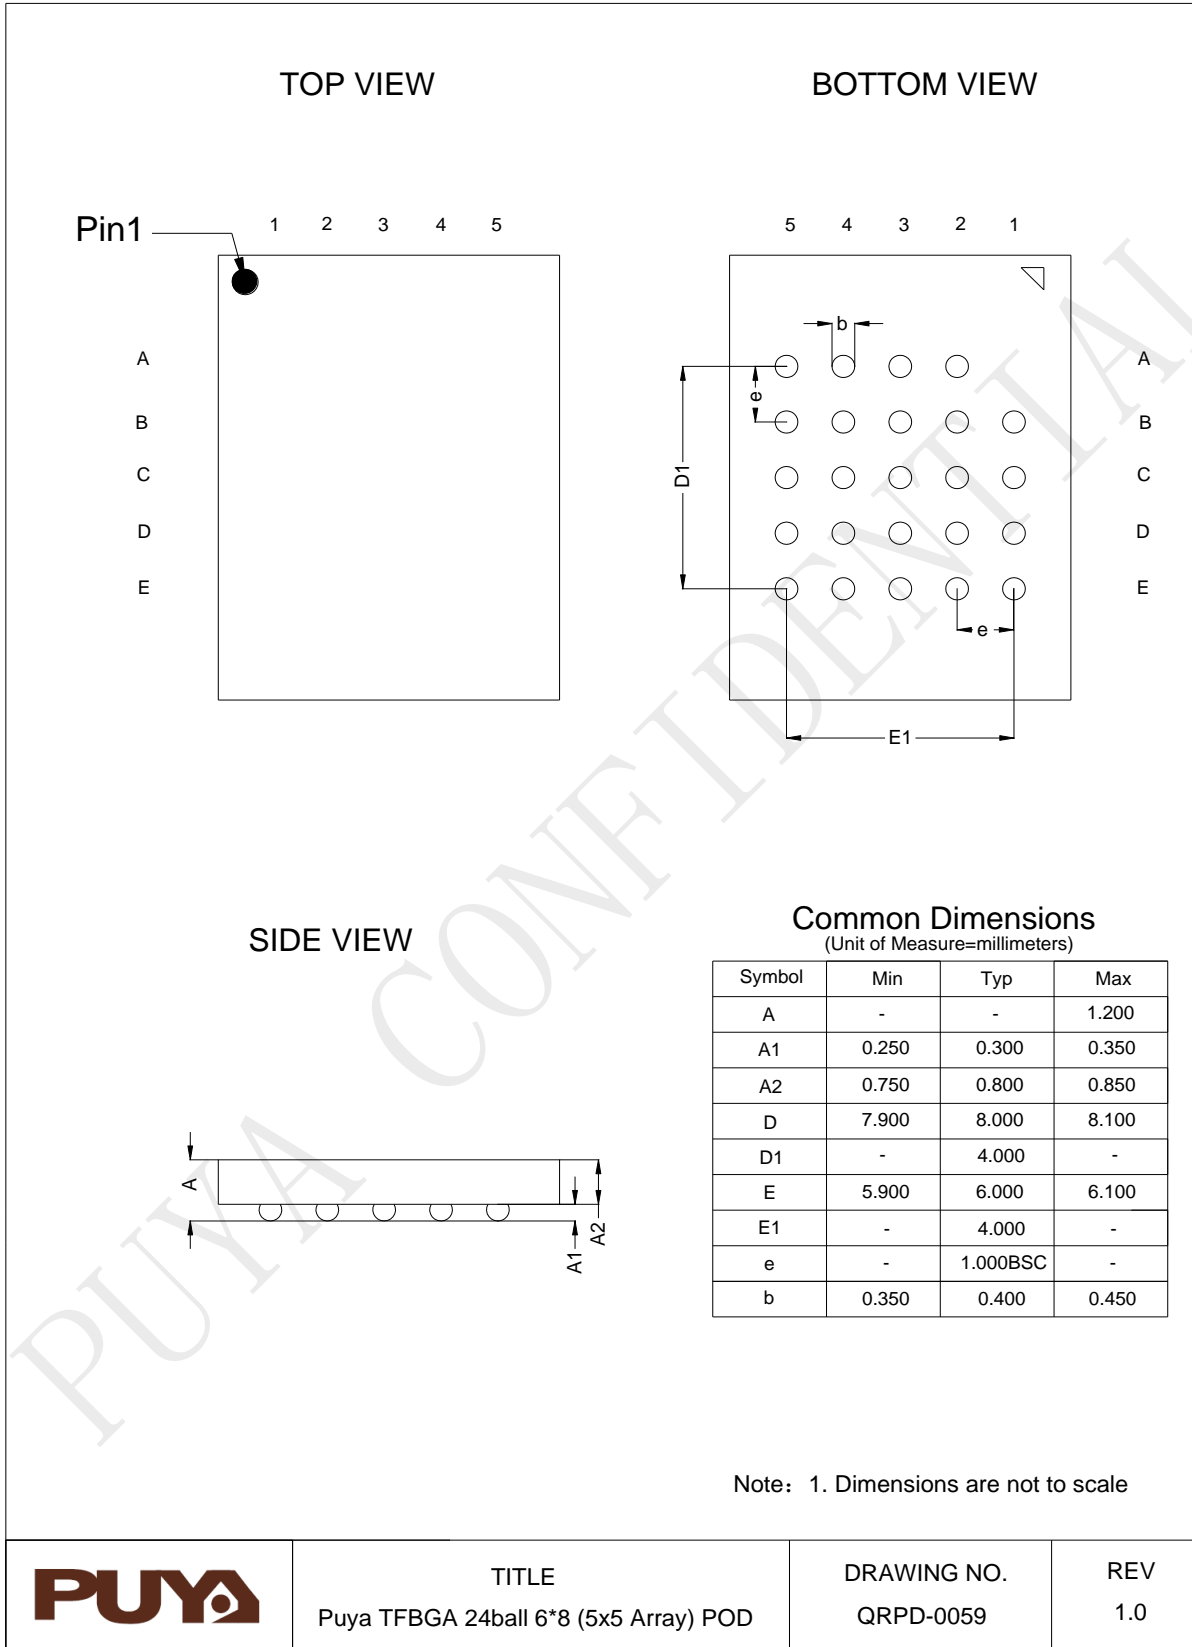 TOP VIEW
BOTTOM VIEW
Pin1
1 2 3 4 5
5 4 3 2 1
A
B
C
D
E
b
e
D1
e
E1
A
B
C
D
E
SIDE VIEW
A
A1
A2
Common Dimensions
(Unit of Measure=millimeters)
Symbol Min Typ Max
A - - 1.200
A1 0.250 0.300 0.350
A2 0.750 0.800 0.850
D 7.900 8.000 8.100
D1 - 4.000 -
E 5.900 6.000 6.100
E1 - 4.000 -
e - 1.000BSC -
b 0.350 0.400 0.450
Note：1. Dimensions are not to scale
PUYA CONFIDENTIAL
PUYA
TITLE
Puya TFBGA 24ball 6*8 (5x5 Array) POD
DRAWING NO.
QRPD-0059
REV
1.0